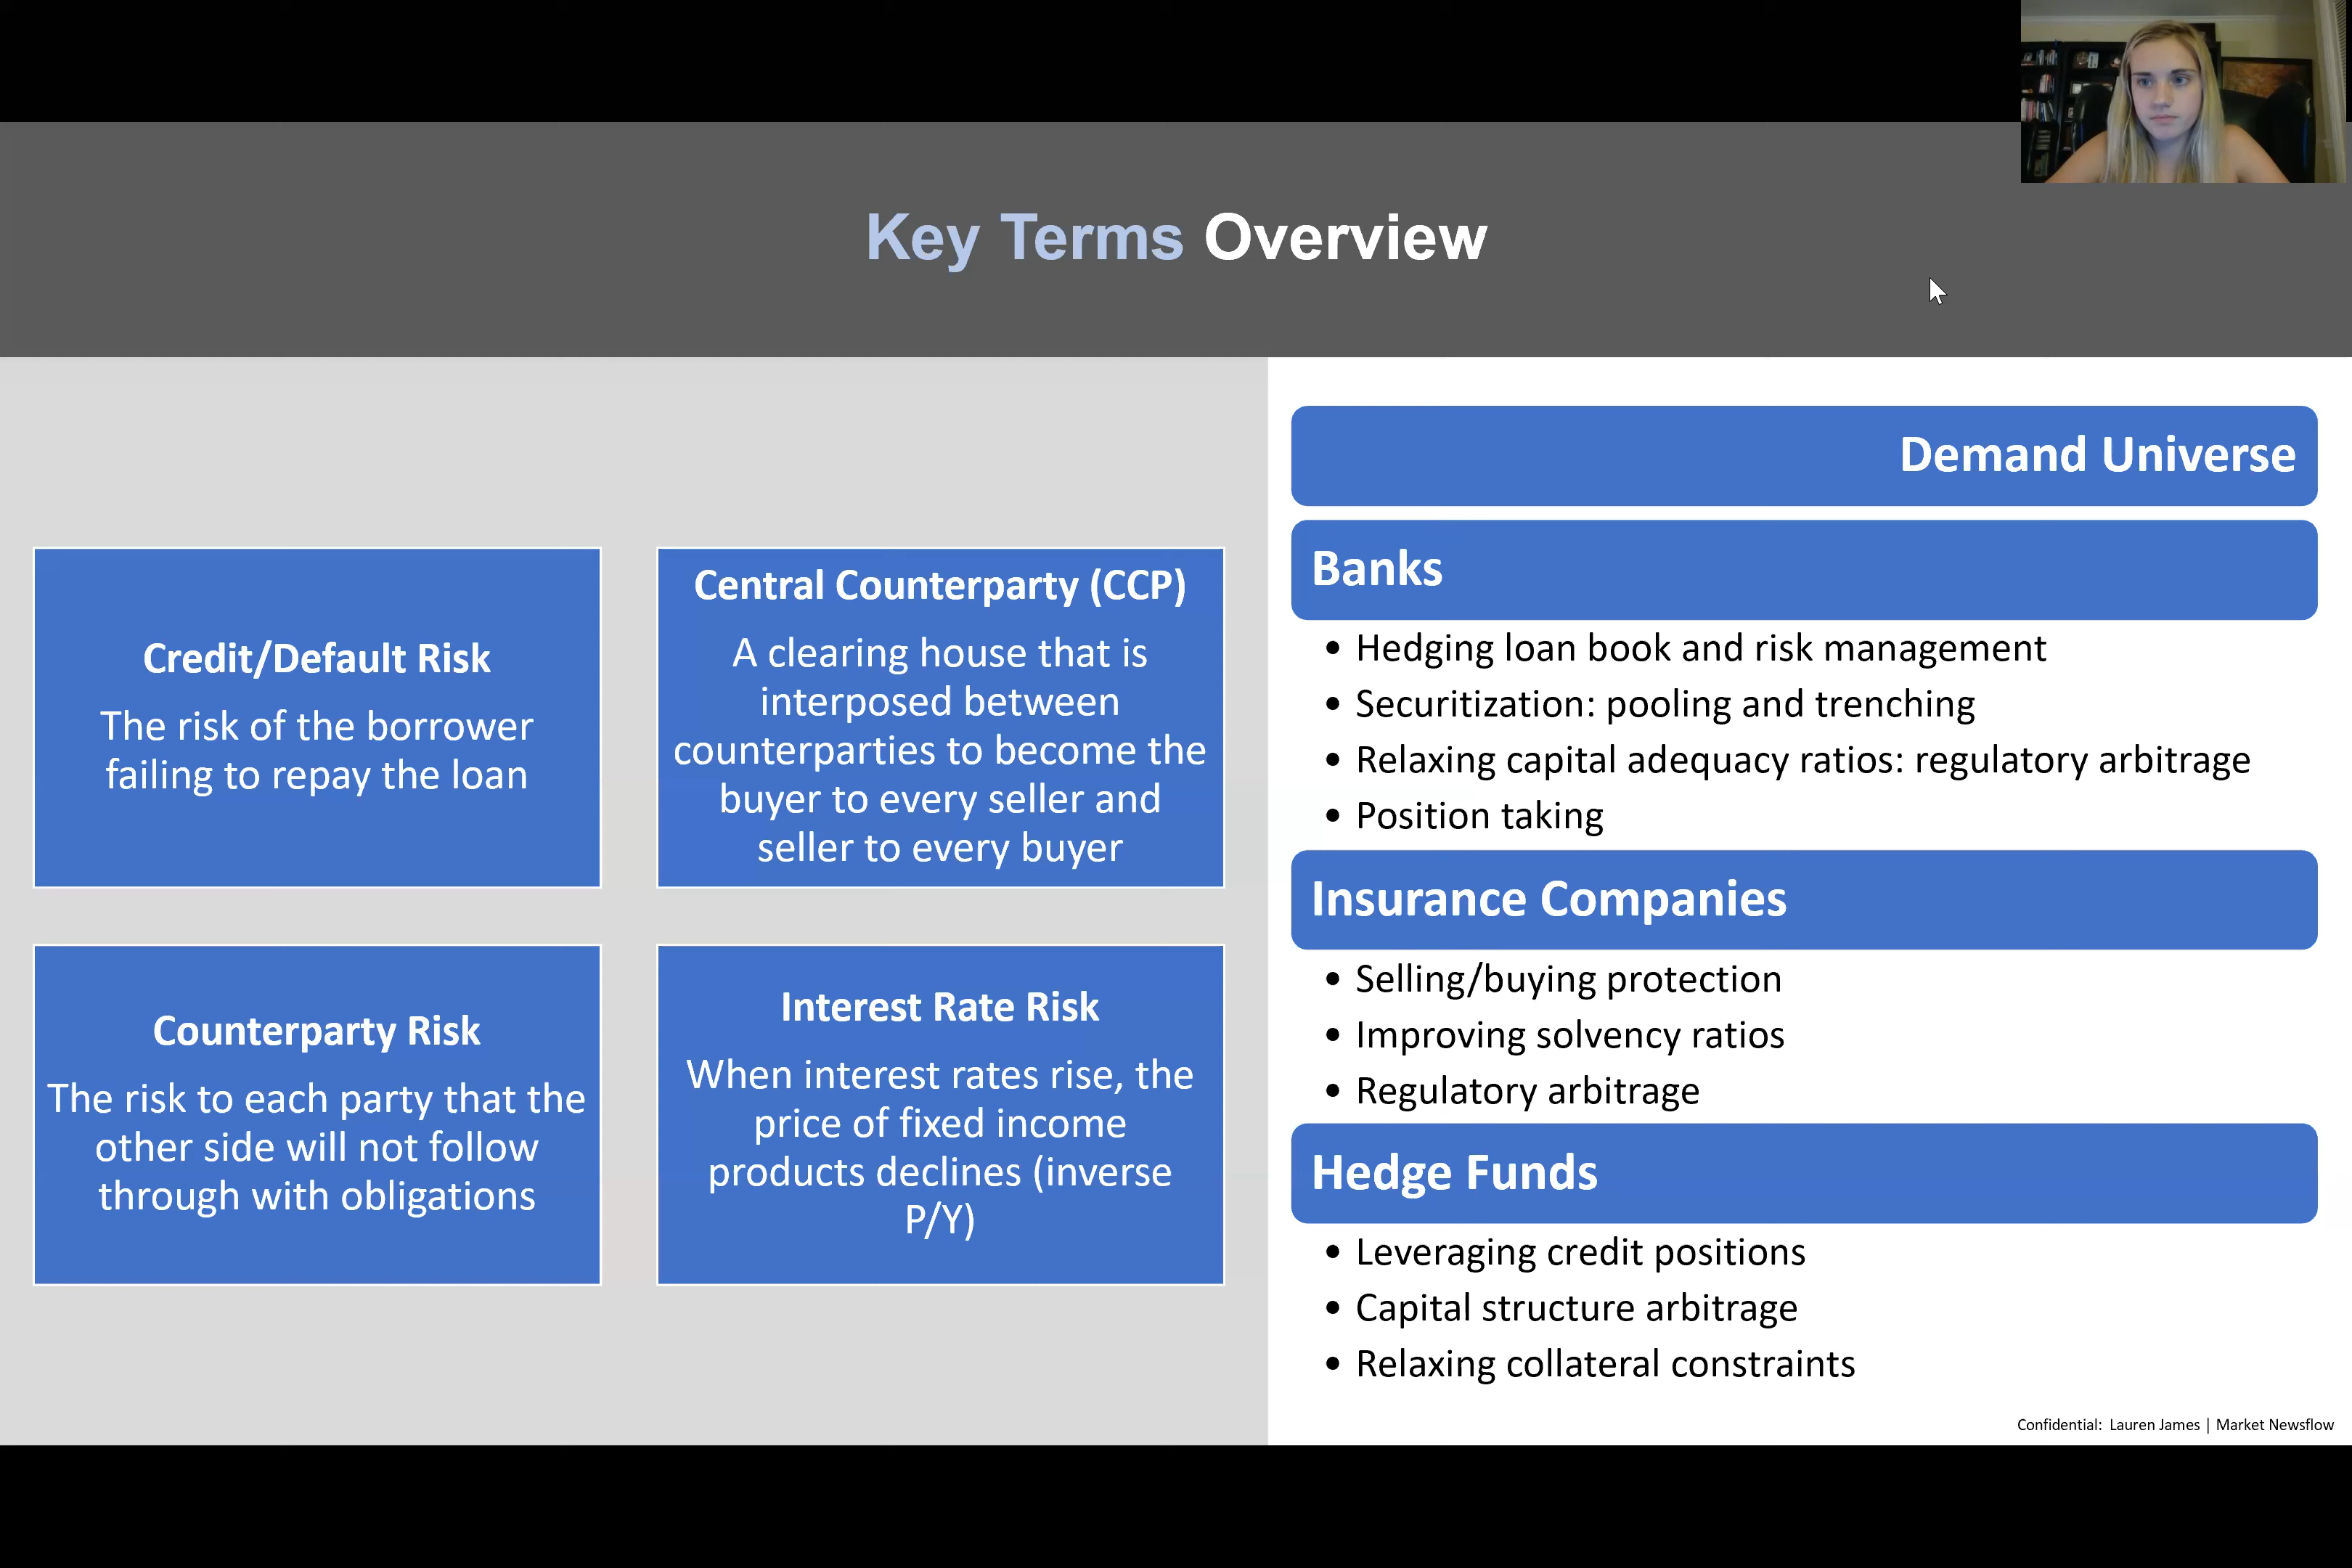 Key Terms Overview
Credit/Default Risk
The risk of the borrower
failing to repay the loan
Central Counterparty (CCP)
A clearing house that is
interposed between
counterparties to become the
buyer to every seller and
seller to every buyer
Counterparty Risk
The risk to each party that the
other side will not follow
through with obligations
Interest Rate Risk
When interest rates rise, the
price of fixed income
products declines (inverse
P/Y)
Demand Universe
Banks
• Hedging loan book and risk management
• Securitization: pooling and trenching
• Relaxing capital adequacy ratios: regulatory arbitrage
• Position taking
Insurance Companies
• Selling/buying protection
• Improving solvency ratios
• Regulatory arbitrage
Hedge Funds
• Leveraging credit positions
• Capital structure arbitrage
• Relaxing collateral constraints
Confidential: Lauren James | Market Newsflow